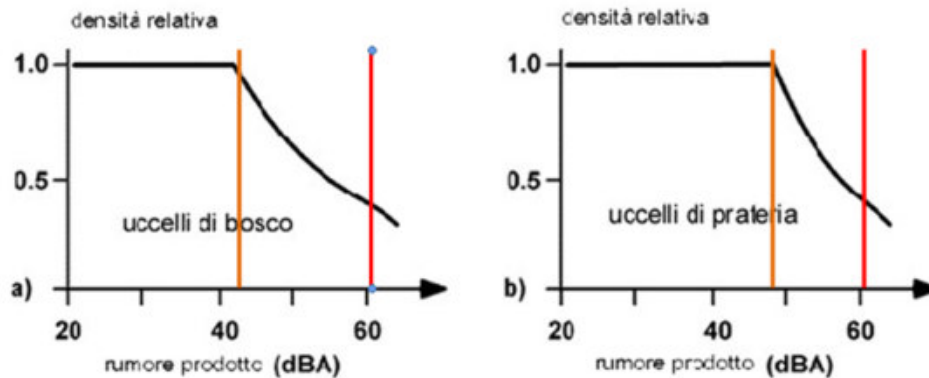 densità relativa
1.0
0.5
uccelli di bosco
a)
20
40
60
rumore prodotto (dBA)
densità relativa
1.0
0.5
uccelli di prateria
b)
20
40
60
rumore prodotto (dBA)